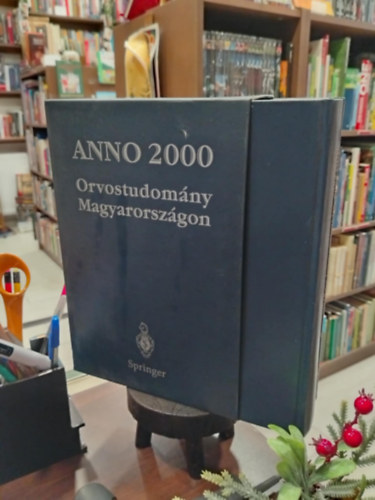 ANNO 2000
Orvostudomány
Magyarországon
Springer